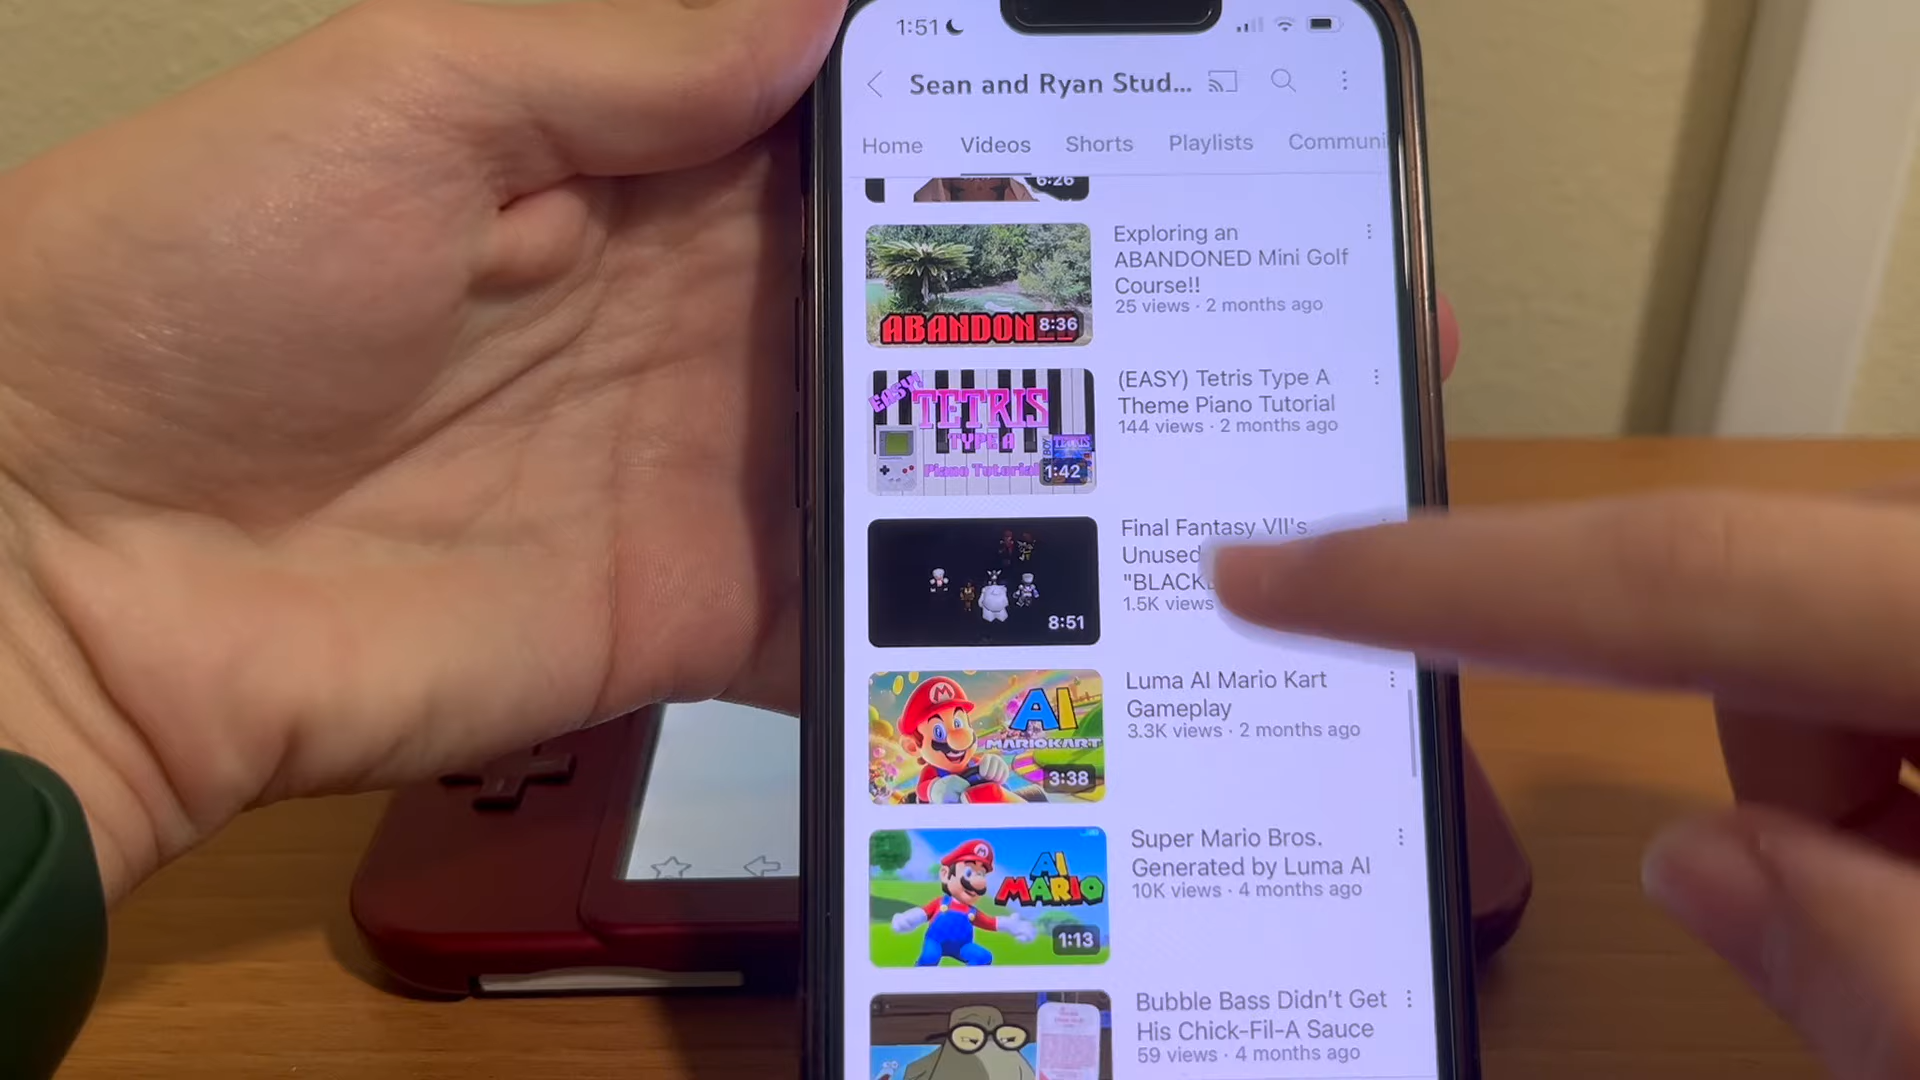 1:51
Sean and Ryan Stud...
Home Videos Shorts Playlists Communi
6:26
Exploring an
ABANDONED Mini Golf
Course!!
25 views · 2 months ago
ABANDON
8:36
(EASY) Tetris Type A
Theme Piano Tutorial
144 views · 2 months ago
EASY!
TETRIS
TYPE A
Piano Tutorial
TETRIS
1:42
Final Fantasy VII's
Unused
"BLACK
1.5K views
8:51
Luma AI Mario Kart
Gameplay
3.3K views · 2 months ago
M
AI
MARIOKART
3:38
Super Mario Bros.
Generated by Luma AI
10K views · 4 months ago
AI
MARIO
1:13
Bubble Bass Didn't Get
His Chick-Fil-A Sauce
59 views · 4 months ago